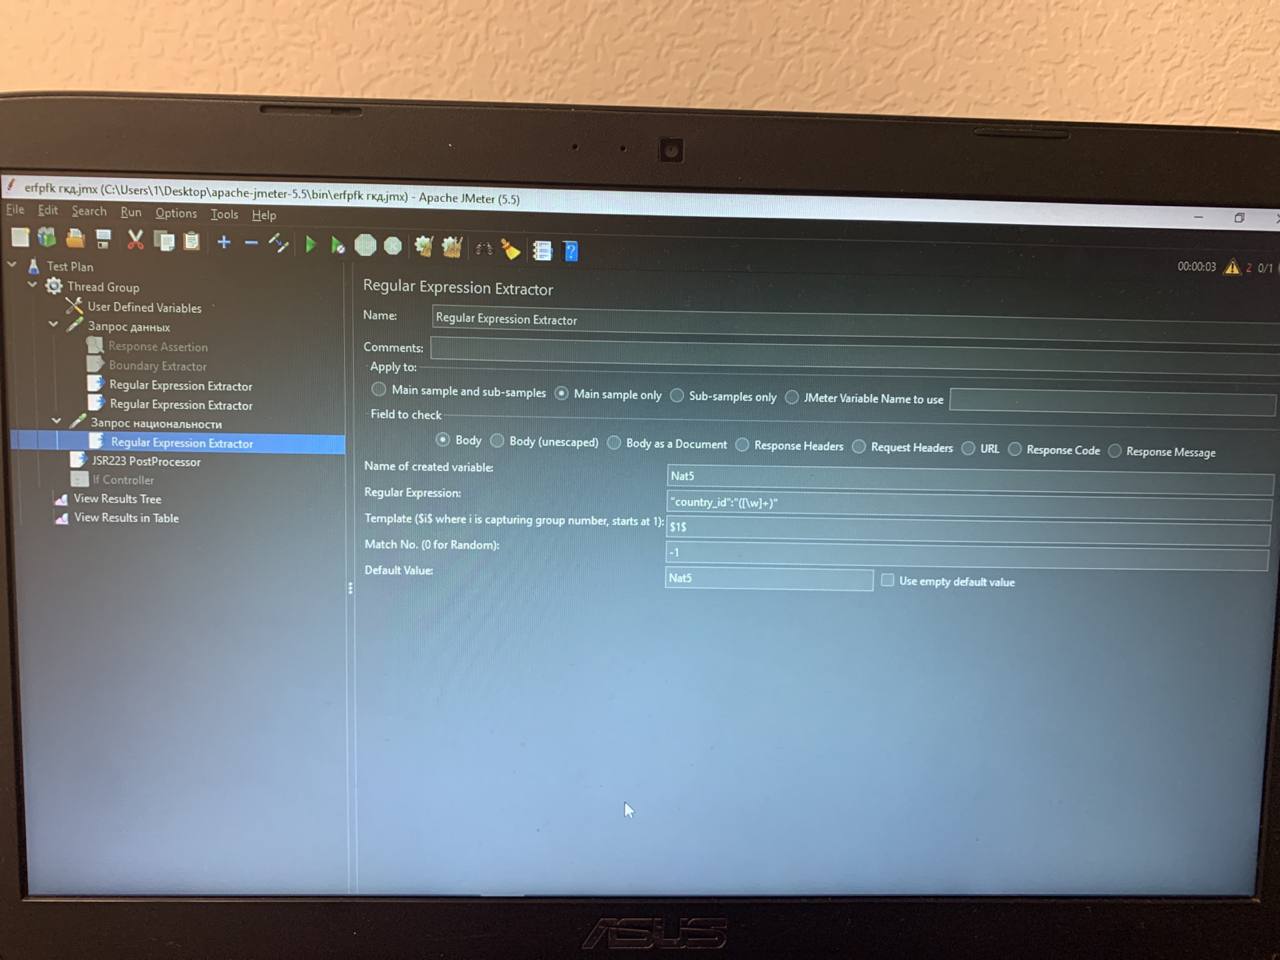 erfpfk гкд.jmx (C:\Users\1\Desktop\apache-jmeter-5.5\bin\erfpfk гкд.jmx) - Apache JMeter (5.5)
File Edit Search Run Options Tools Help
00:00:03 2 0/1
Test Plan
Thread Group
User Defined Variables
Запрос данных
Response Assertion
Boundary Extractor
Regular Expression Extractor
Regular Expression Extractor
Запрос национальности
Regular Expression Extractor
JSR223 PostProcessor
If Controller
View Results Tree
View Results in Table
Regular Expression Extractor
Name: Regular Expression Extractor
Comments:
Apply to:
Main sample and sub-samples Main sample only Sub-samples only JMeter Variable Name to use
Field to check
Body Body (unescaped) Body as a Document Response Headers Request Headers URL Response Code Response Message
Name of created variable: Nat5
Regular Expression: "country_id":"([\w]+)"
Template ($i$ where i is capturing group number, starts at 1): $1$
Match No. (0 for Random): -1
Default Value: Nat5 Use empty default value
ASUS